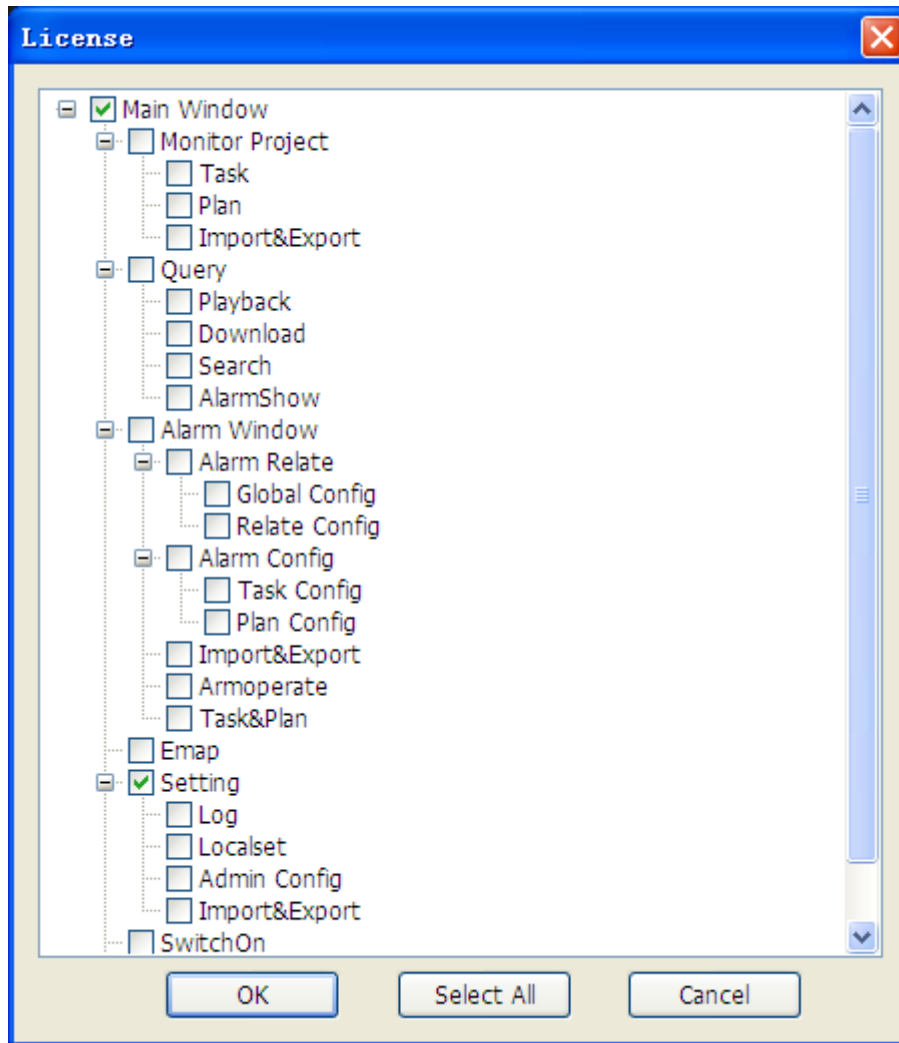 License
Main Window
Monitor Project
Task
Plan
Import&Export
Query
Playback
Download
Search
AlarmShow
Alarm Window
Alarm Relate
Global Config
Relate Config
Alarm Config
Task Config
Plan Config
Import&Export
Armoperate
Task&Plan
Emap
Setting
Log
Localset
Admin Config
Import&Export
SwitchOn
OK Select All Cancel